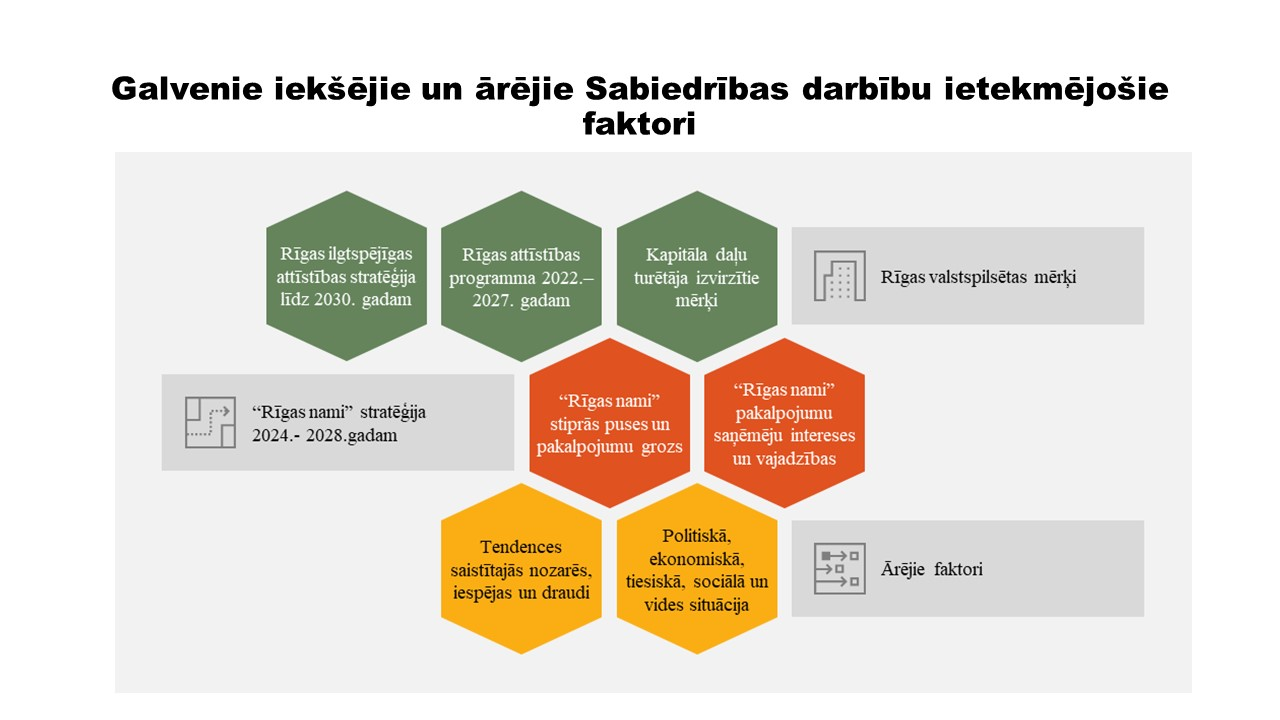 Galvenie iekšējie un ārējie Sabiedrības darbību ietekmējošie
faktori
Rīgas ilgtspējīgas
attīstības stratēģija
līdz 2030. gadam
Rīgas attīstības
programma 2022.–
2027. gadam
Kapitāla daļu
turētāja izvirzītie
mērķi
Rīgas valstspilsētas mērķi
“Rīgas nami” stratēģija
2024.- 2028.gadam
“Rīgas nami”
stiprās puses un
pakalpojumu grozs
“Rīgas nami”
pakalpojumu
saņēmēju intereses
un vajadzības
Tendences
saistītajās nozarēs,
iespējas un draudi
Politiskā,
ekonomiskā,
tiesiskā, sociālā un
vides situācija
Ārējie faktori